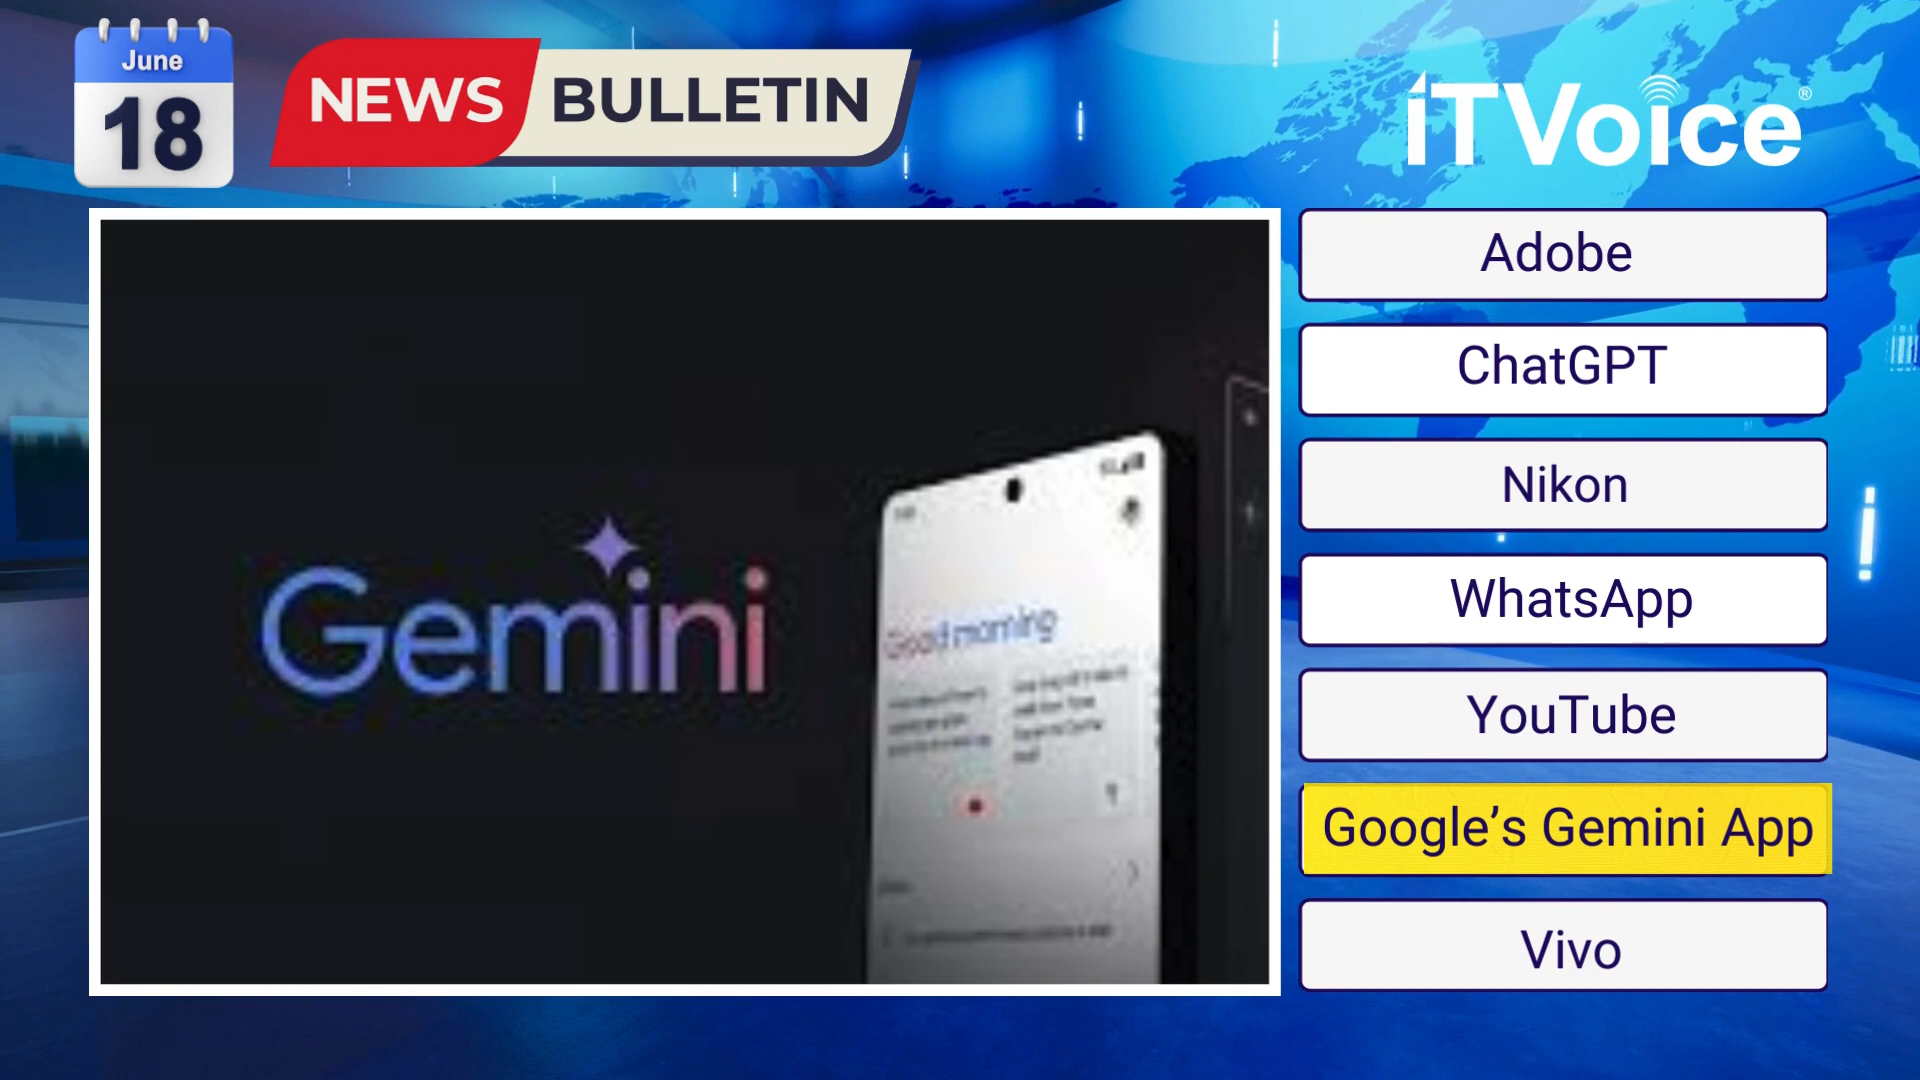 June
18
NEWS BULLETIN
iTVoice®
Gemini
Good morning
Adobe
ChatGPT
Nikon
WhatsApp
YouTube
Google’s Gemini App
Vivo